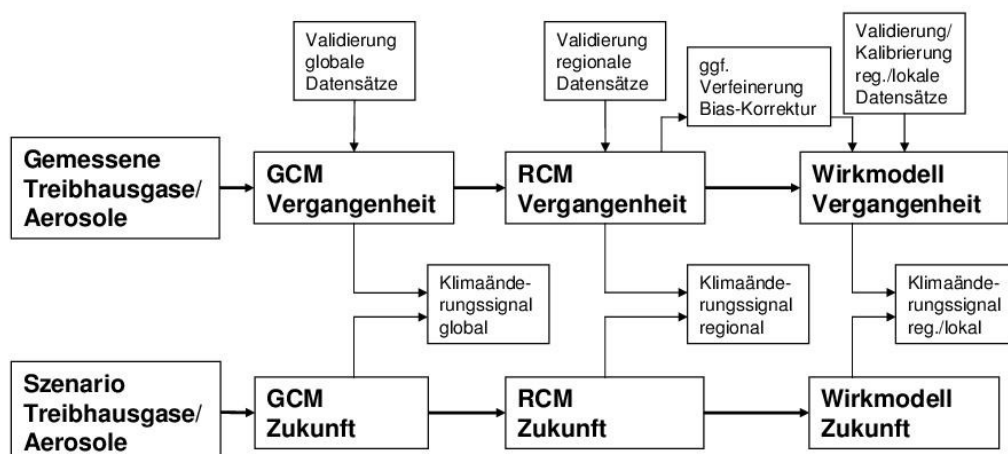 Validierung
globale
Datensätze
Validierung
regionale
Datensätze
ggf.
Verfeinerung
Bias-Korrektur
Validierung/
Kalibrierung
reg./lokale
Datensätze
Gemessene
Treibhausgase/
Aerosole
GCM
Vergangenheit
RCM
Vergangenheit
Wirkmodell
Vergangenheit
Klimaände-
rungssignal
global
Klimaände-
rungssignal
regional
Klimaände-
rungssignal
reg./lokal
Szenario
Treibhausgase/
Aerosole
GCM
Zukunft
RCM
Zukunft
Wirkmodell
Zukunft